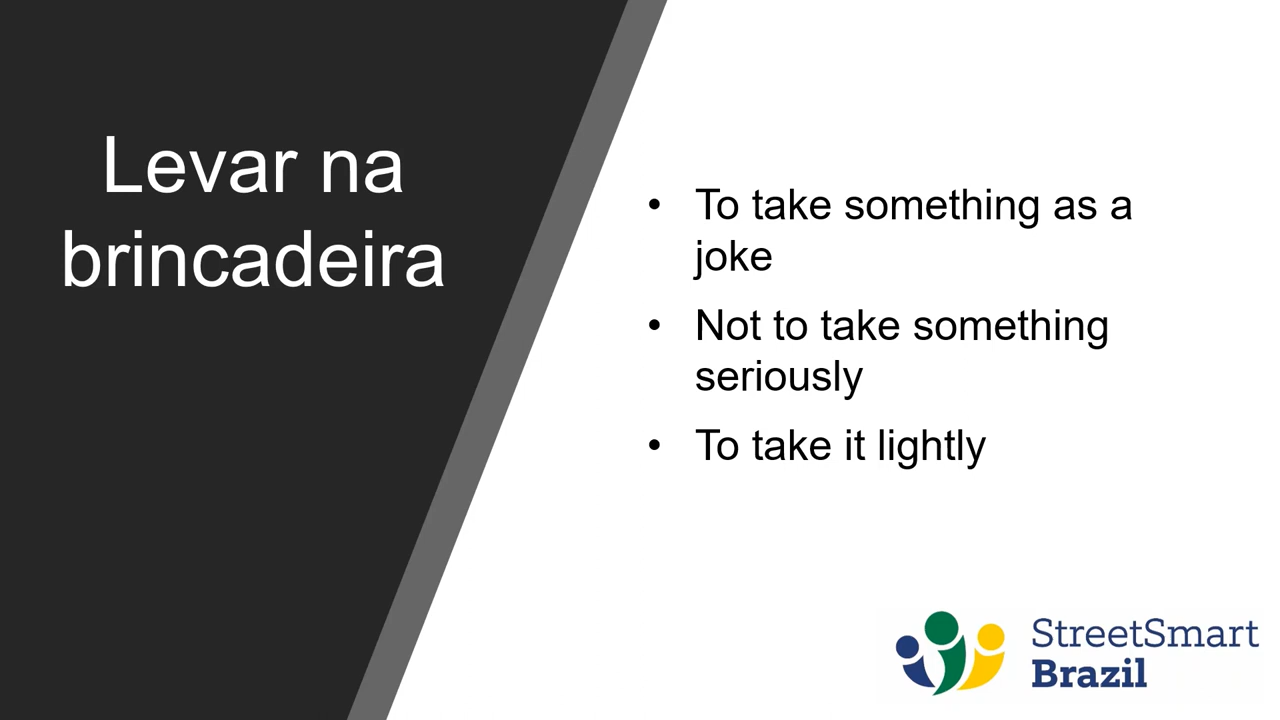 Levar na
brincadeira
• To take something as a
joke
• Not to take something
seriously
• To take it lightly
StreetSmart
Brazil